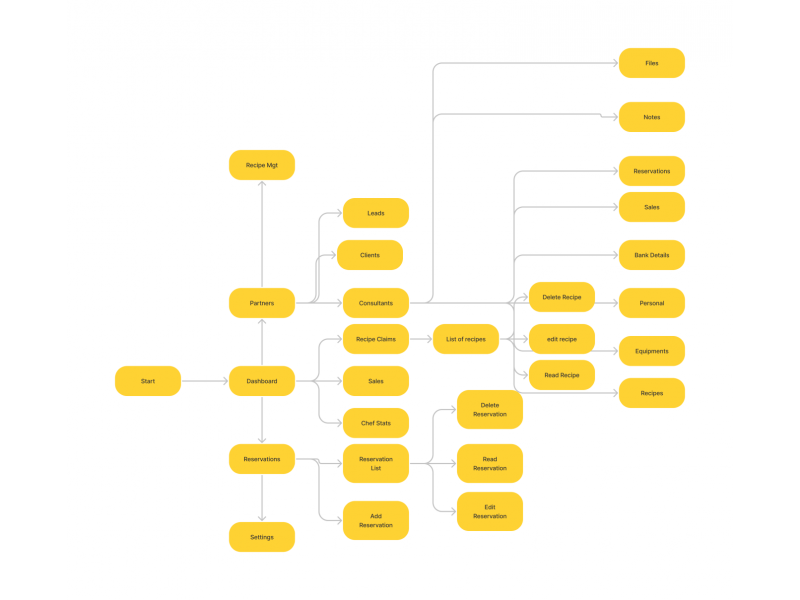 Files
Notes
Recipe Mgt
Reservations
Leads
Sales
Clients
Bank Details
Partners
Consultants
Delete Recipe
Personal
Recipe Claims
List of recipes
edit recipe
Equipments
Start
Dashboard
Sales
Read Recipe
Recipes
Chef Stats
Delete
Reservation
Reservations
Reservation
List
Read
Reservation
Add
Reservation
Edit
Reservation
Settings